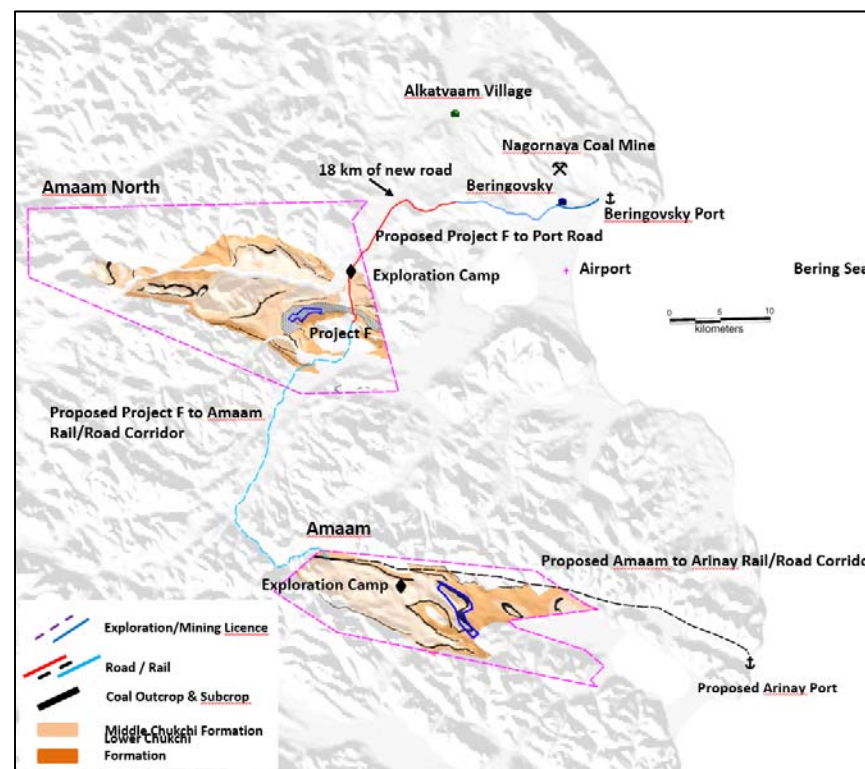 Alkatvaam Village
Nagornaya Coal Mine
18 km of new road
Beringovsky
Amaam North
Beringovsky Port
Proposed Project F to Port Road
Exploration Camp
Airport
Bering Sea
0
5
10
kilometers
Project F
Proposed Project F to Amaam
Rail/Road Corridor
Amaam
Proposed Amaam to Arinay Rail/Road Corrido
Exploration Camp
Proposed Arinay Port
Exploration/Mining Licence
Road / Rail
Coal Outcrop & Subcrop
Middle Chukchi Formation
Lower Chukchi
Formation